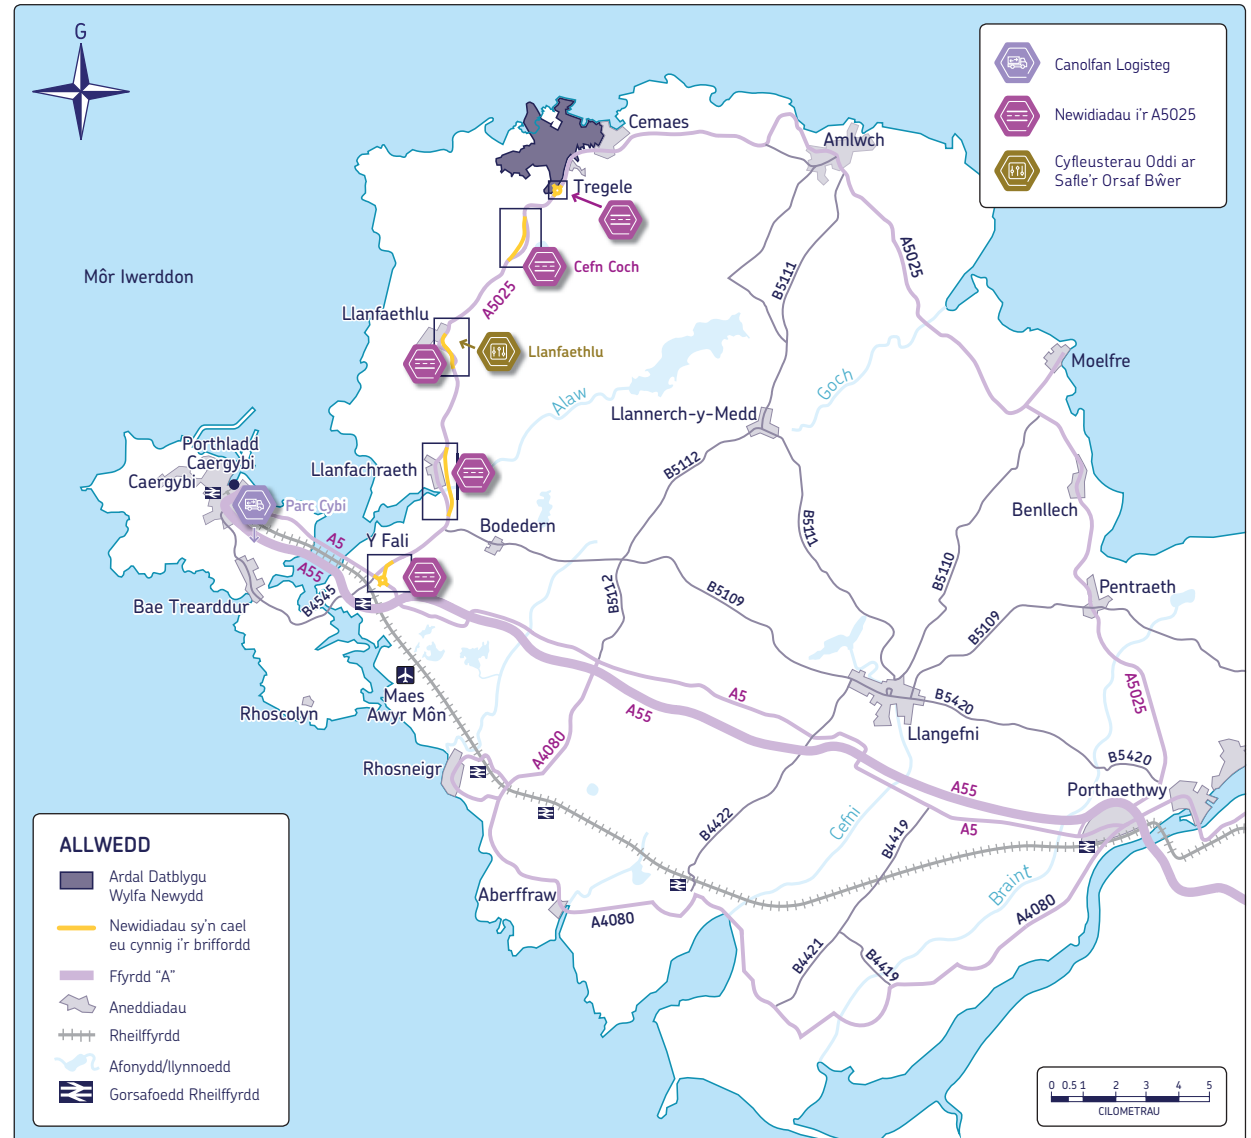 G
Canolfan Logisteg
Newidiadau i'r A5025
Cyfleusterau Oddi ar
Safle'r Orsaf Bŵer
Cemaes
Amlwch
Tregele
A5025
Môr Iwerddon
Cefn Coch
B5111
A5025
Llanfaethlu
Llanfaethlu
Moelfre
Alaw
Goch
Llannerch-y-Medd
Porthladd
Caergybi
Caergybi
Llanfachraeth
B5112
Parc Cybi
Benllech
Bodedern
B5111
A5
Y Fali
A55
B5110
Pentraeth
B4545
B5112
B5109
B5109
Bae Trearddur
A5025
Maes
Awyr Môn
A5
B5420
Rhoscolyn
A55
Llangefni
A4080
B5420
Rhosneigr
A55
Porthaethwy
B4422
Cefni
A5
B4419
ALLWEDD
Ardal Datblygu
Wylfa Newydd
Newidiadau sy'n cael
eu cynnig i'r briffordd
Ffyrdd “A”
Aneddiadau
Rheilffyrdd
Afonydd/llynnoedd
Gorsafoedd Rheilffyrdd
Aberffraw
A4080
Braint
A4080
B4421
B4419
0 0.5 1 2 3 4 5
CILOMETRAU